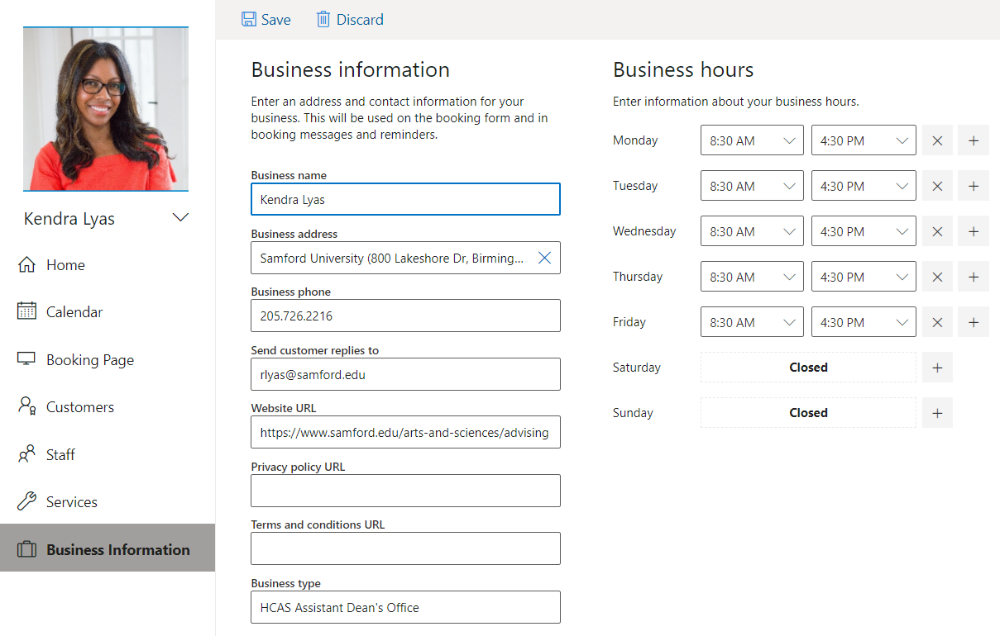 Save
Discard
Kendra Lyas
Home
Calendar
Booking Page
Customers
Staff
Services
Business Information
Business information
Enter an address and contact information for your
business. This will be used on the booking form and in
booking messages and reminders.
Business name
Kendra Lyas
Business address
Samford University (800 Lakeshore Dr, Birming...
Business phone
205.726.2216
Send customer replies to
rlyas@samford.edu
Website URL
https://www.samford.edu/arts-and-sciences/advising
Privacy policy URL
Terms and conditions URL
Business type
HCAS Assistant Dean's Office
Business hours
Enter information about your business hours.
Monday 8:30 AM 4:30 PM
Tuesday 8:30 AM 4:30 PM
Wednesday 8:30 AM 4:30 PM
Thursday 8:30 AM 4:30 PM
Friday 8:30 AM 4:30 PM
Saturday Closed
Sunday Closed